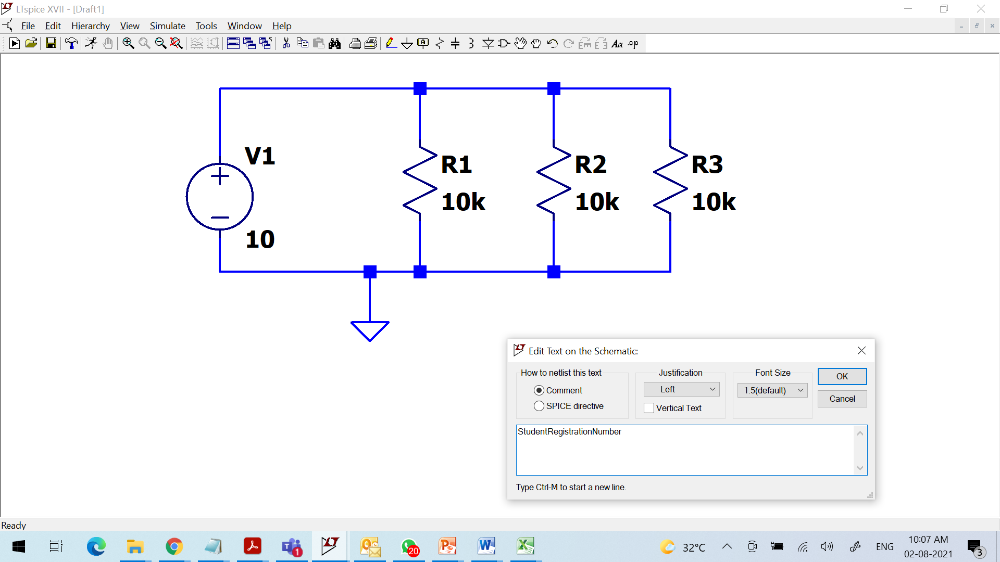 LTspice XVII - [Draft1]
File Edit Hierarchy View Simulate Tools Window Help
Aa .op
V1
10
R1
10k
R2
10k
R3
10k
Edit Text on the Schematic:
How to netlist this text
Comment
SPICE directive
Justification
Left
Vertical Text
Font Size
1.5(default)
OK
Cancel
StudentRegistrationNumber
Type Ctrl-M to start a new line.
Ready
1
20
32°C
ENG
10:07 AM
02-08-2021
3